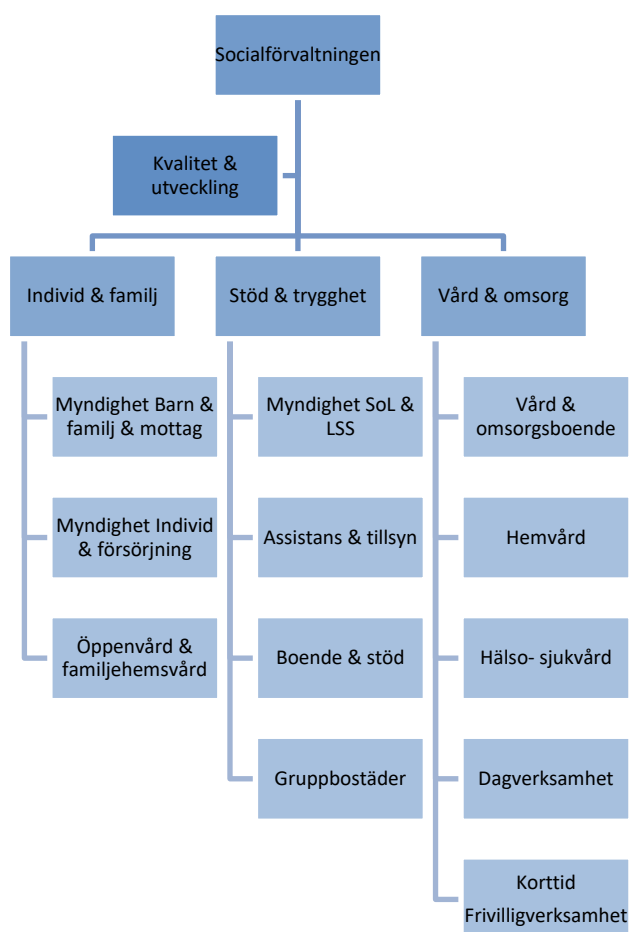 Socialförvaltningen
Kvalitet &
utveckling
Individ & familj
Stöd & trygghet
Vård & omsorg
Myndighet Barn &
familj & mottag
Myndighet Individ
& försörjning
Öppenvård &
familjehemsvård
Myndighet SoL &
LSS
Assistans & tillsyn
Boende & stöd
Gruppbostäder
Vård &
omsorgsboende
Hemvård
Hälso- sjukvård
Dagverksamhet
Korttid
Frivilligverksamhet